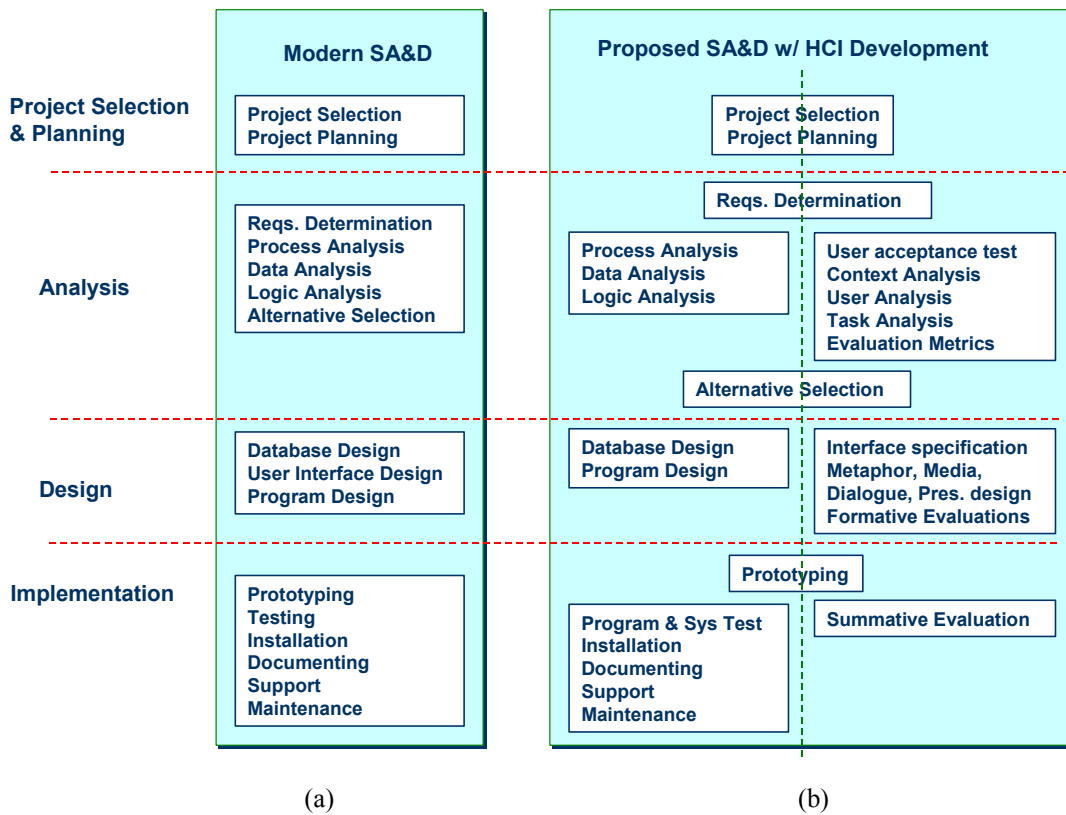 Modern SA&D
Proposed SA&D w/ HCI Development
Project Selection
& Planning
Project Selection
Project Planning
Project Selection
Project Planning
Analysis
Reqs. Determination
Process Analysis
Data Analysis
Logic Analysis
Alternative Selection
Reqs. Determination
Process Analysis
Data Analysis
Logic Analysis
User acceptance test
Context Analysis
User Analysis
Task Analysis
Evaluation Metrics
Alternative Selection
Design
Database Design
User Interface Design
Program Design
Database Design
Program Design
Interface specification
Metaphor, Media,
Dialogue, Pres. design
Formative Evaluations
Implementation
Prototyping
Testing
Installation
Documenting
Support
Maintenance
Prototyping
Program & Sys Test
Installation
Documenting
Support
Maintenance
Summative Evaluation
(a)
(b)